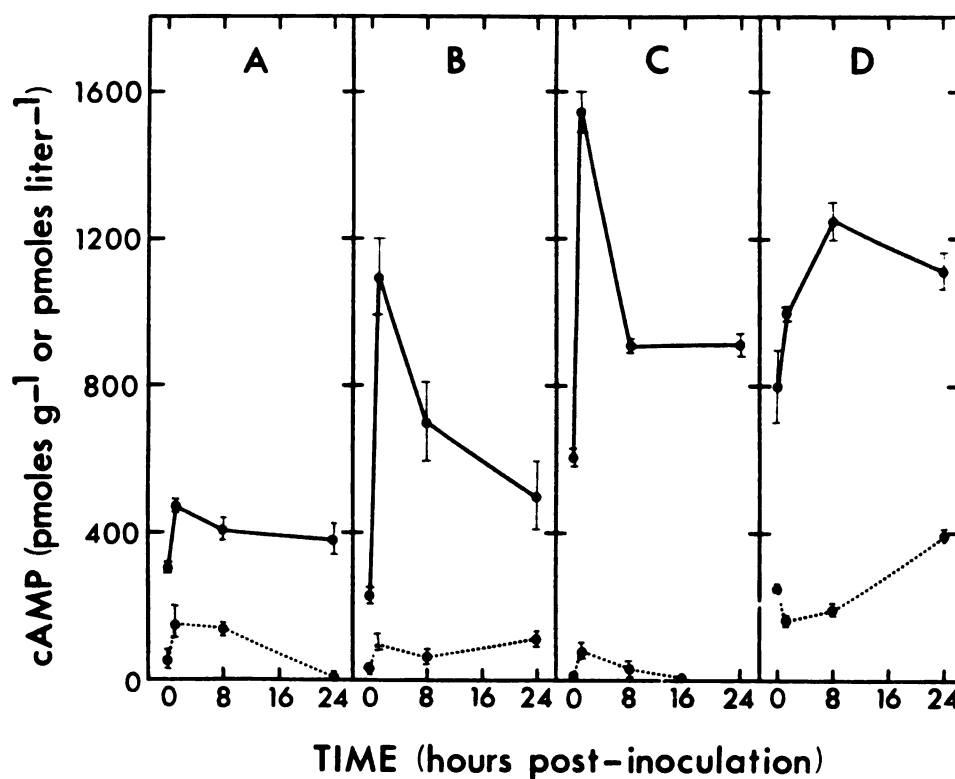 A B C D
1600
1200
800
400
0
0 8 16 24 0 8 16 24 0 8 16 24 0 8 16 24
cAMP (pmoles g⁻¹ or pmoles liter⁻¹)
TIME (hours post-inoculation)